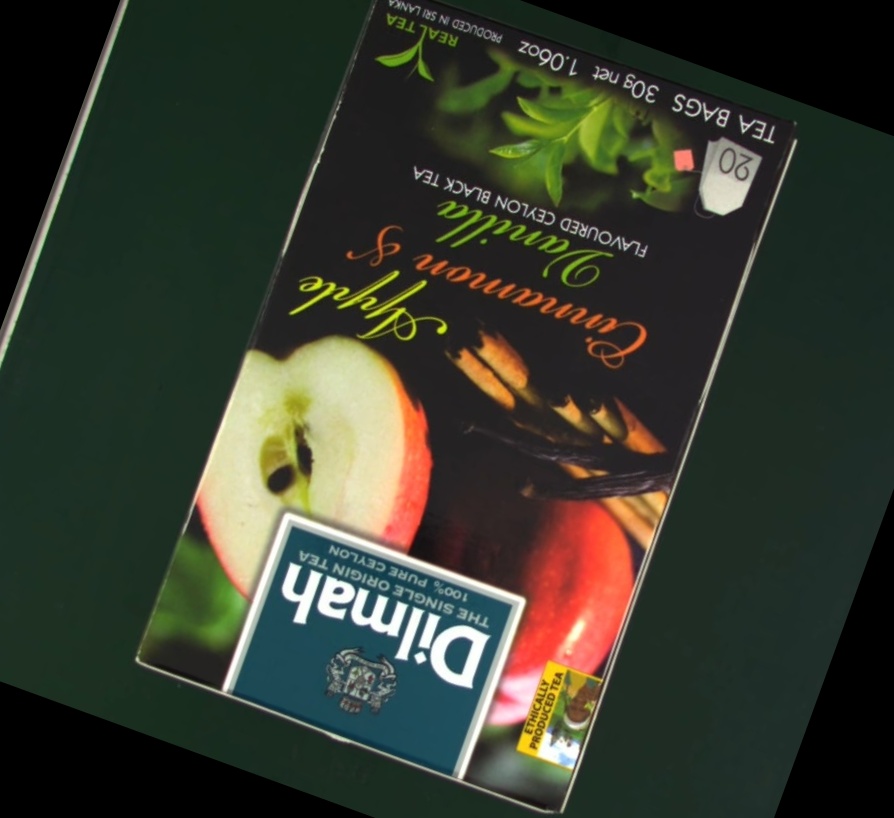 Dilmah
THE SINGLE ORIGIN TEA
100% PURE CEYLON
ETHICALLY
PRODUCED TEA
Apple
Cinnamon &
Vanilla
FLAVOURED CEYLON BLACK TEA
20
TEA BAGS 30g net 1.06oz
REAL TEA
PRODUCED IN SRI LANKA